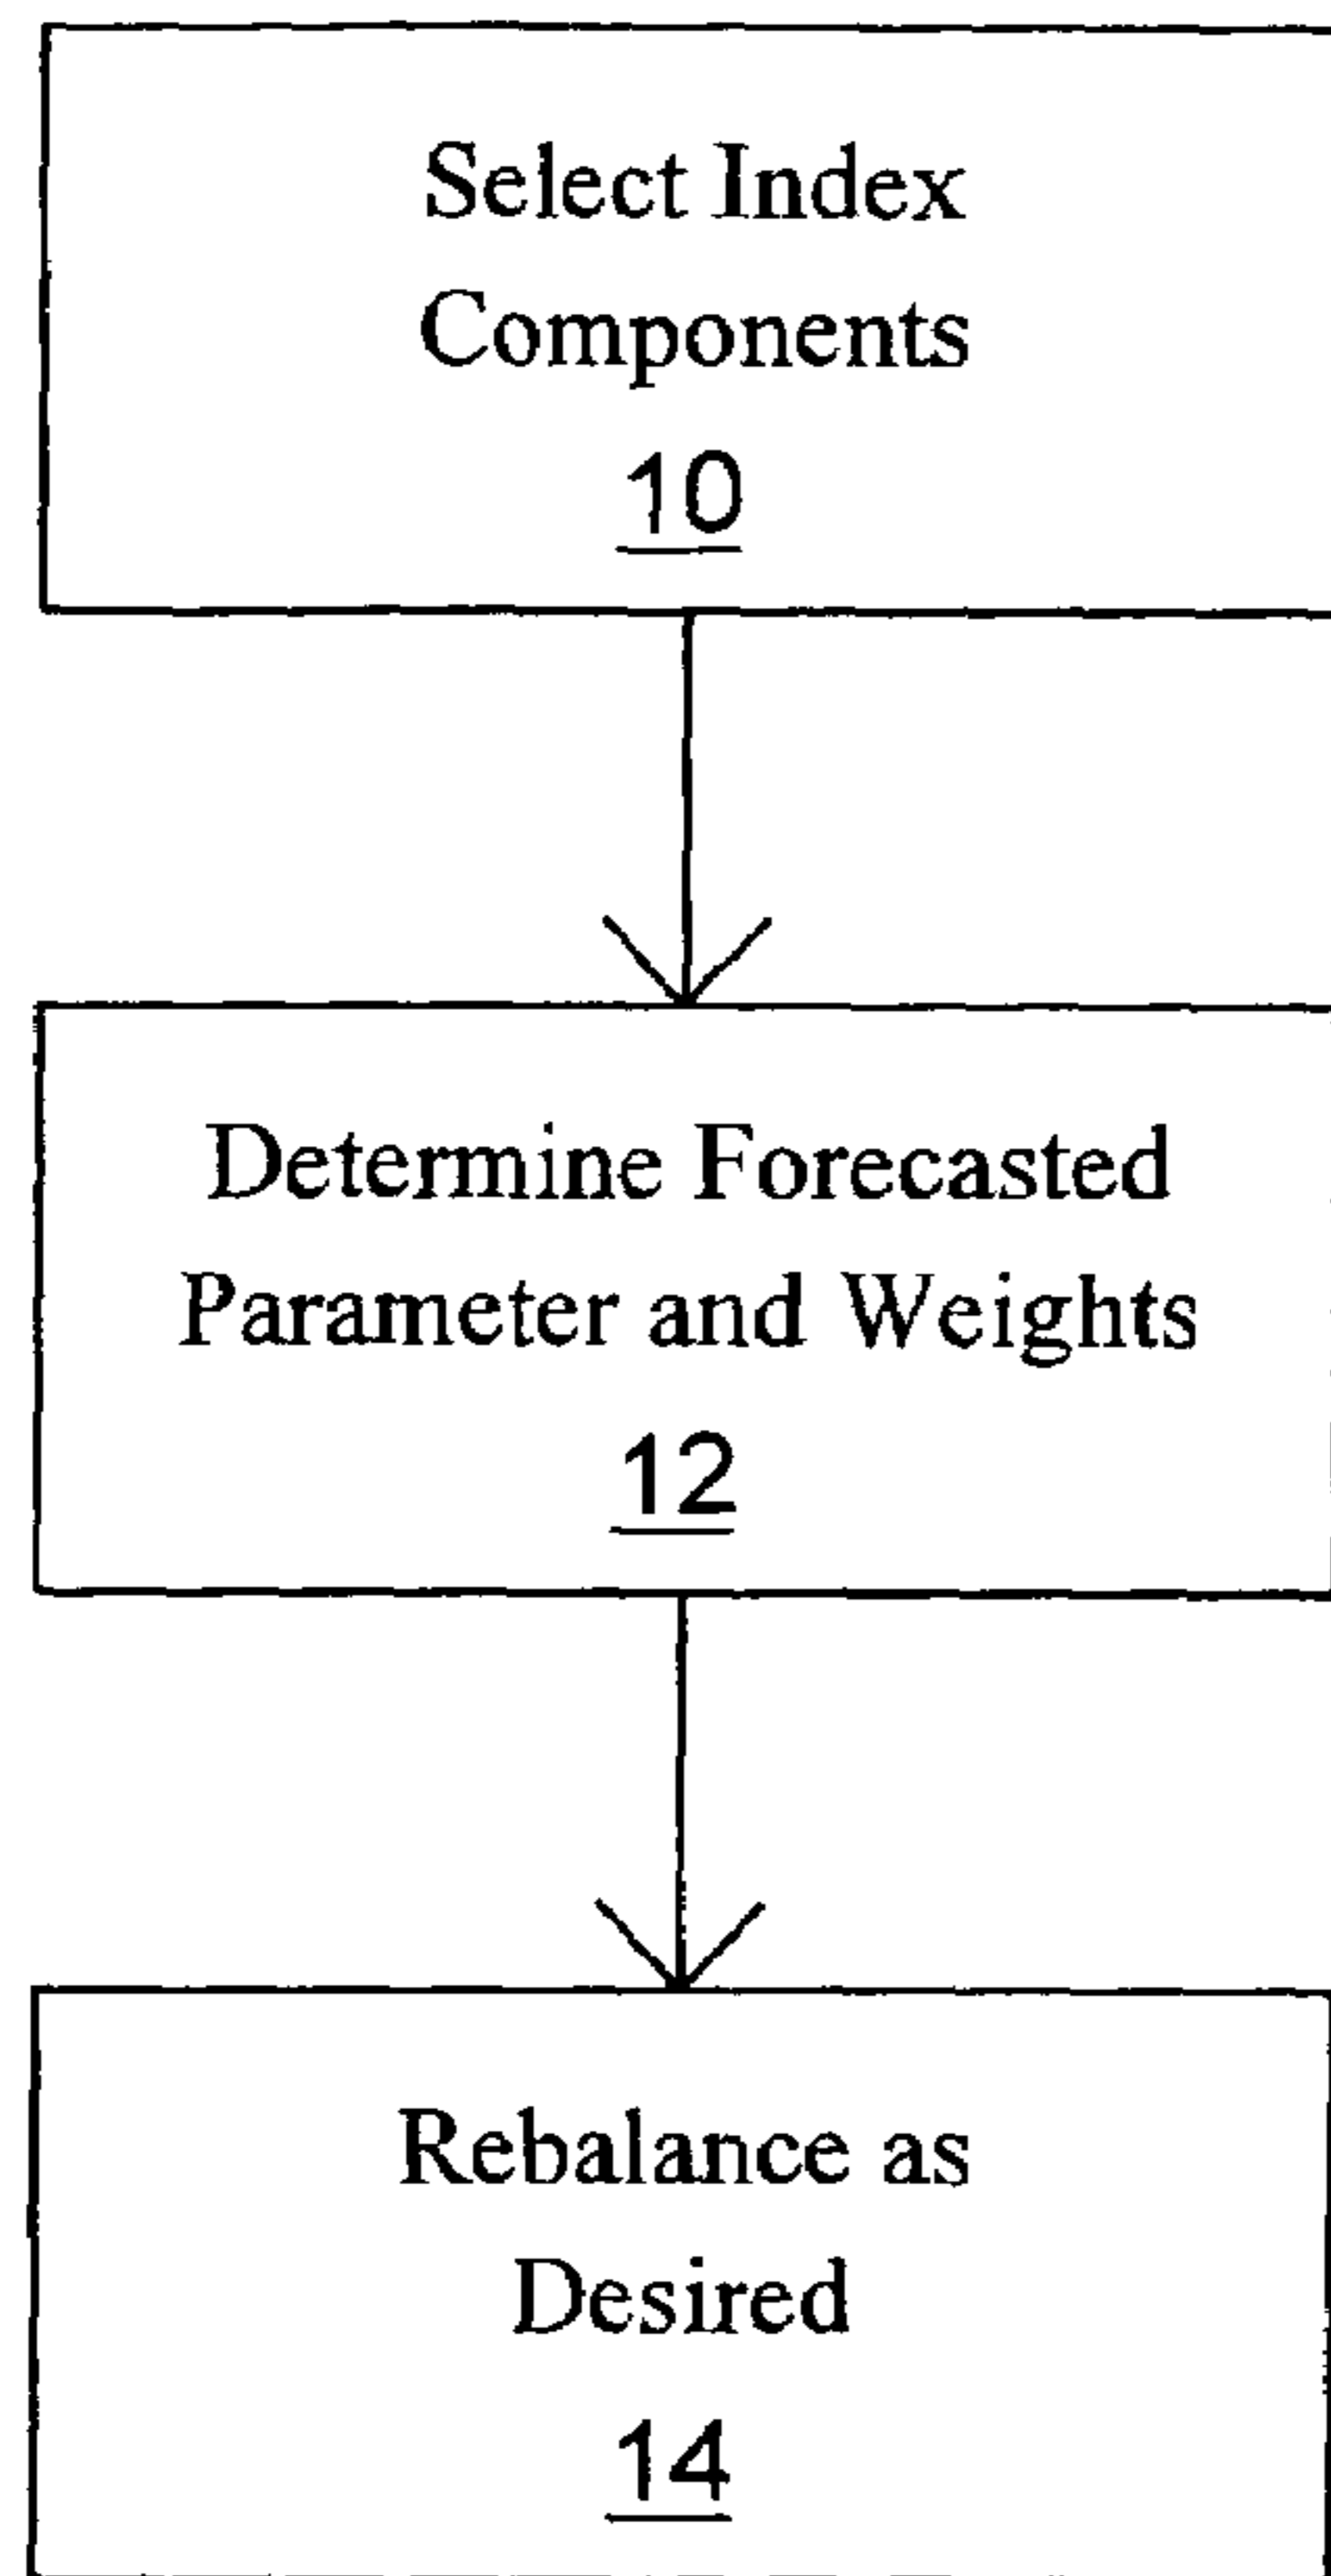 Select Index
Components
10
Determine Forecasted
Parameter and Weights
12
Rebalance as
Desired
14